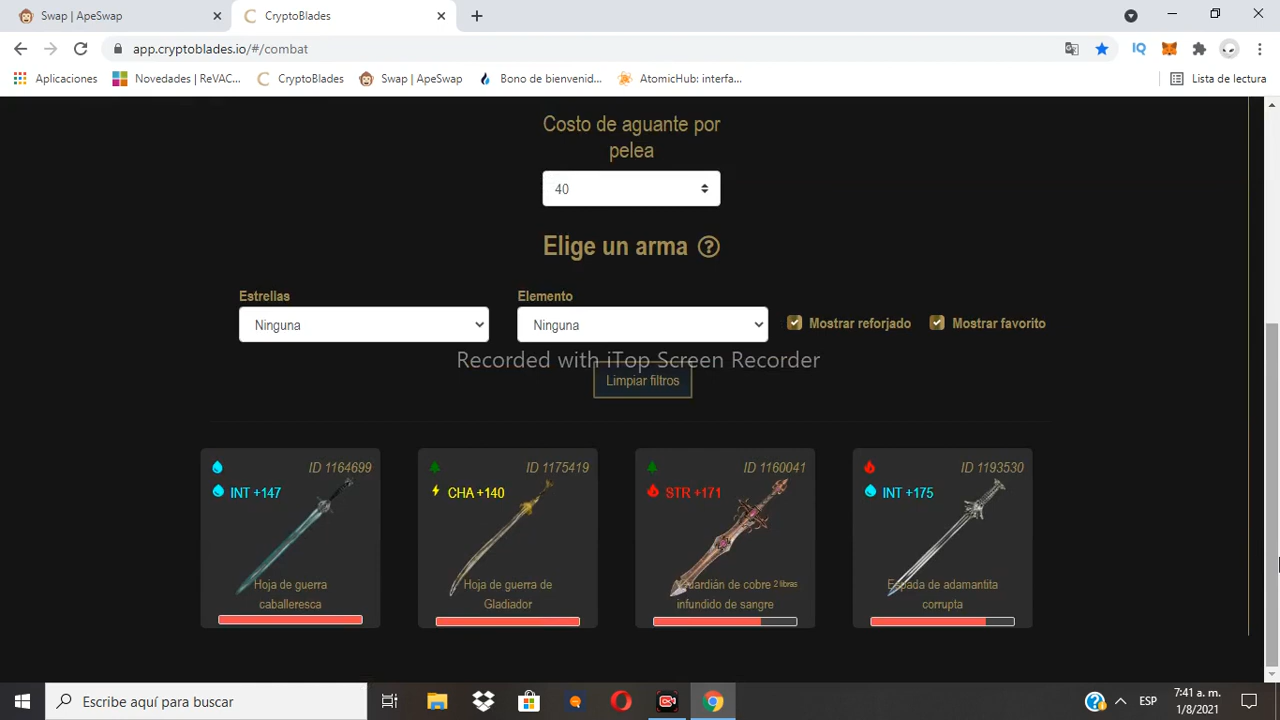 Swap | ApeSwap
CryptoBlades
app.cryptoblades.io/#/combat
Aplicaciones
Novedades | ReVAC...
CryptoBlades
Swap | ApeSwap
Bono de bienvenid...
AtomicHub: interfa...
Lista de lectura
Costo de aguante por
pelea
40
Elige un arma ?
Estrellas
Elemento
Ninguna
Ninguna
Mostrar reforjado
Mostrar favorito
Recorded with iTop Screen Recorder
Limpiar filtros
ID 1164699
INT +147
Hoja de guerra
caballeresca
ID 1175419
CHA +140
Hoja de guerra de
Gladiador
ID 1160041
STR +171
Guardián de cobre 2 libras
infundido de sangre
ID 1193530
INT +175
Espada de adamantita
corrupta
Escribe aquí para buscar
ESP
7:41 a. m.
1/8/2021